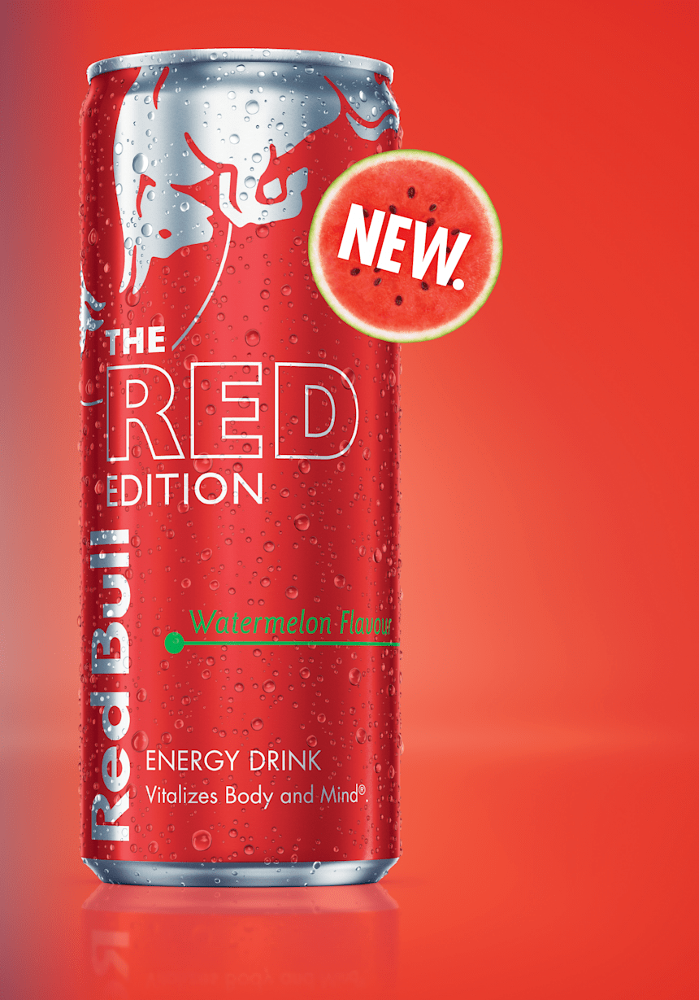 NEW.
THE
RED
EDITION
Red Bull
Watermelon Flavour
ENERGY DRINK
Vitalizes Body and Mind®.